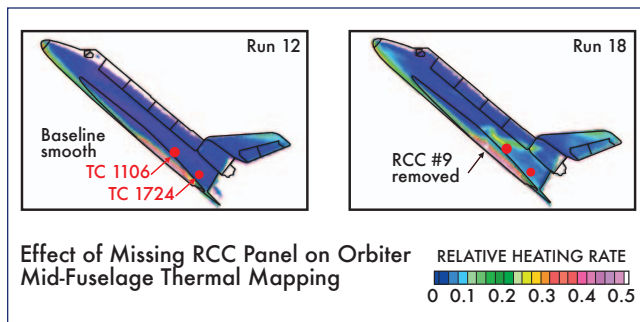 Run 12
Baseline
smooth
TC 1106
TC 1724
Run 18
RCC #9
removed
Effect of Missing RCC Panel on Orbiter
Mid-Fuselage Thermal Mapping
RELATIVE HEATING RATE
0 0.1 0.2 0.3 0.4 0.5